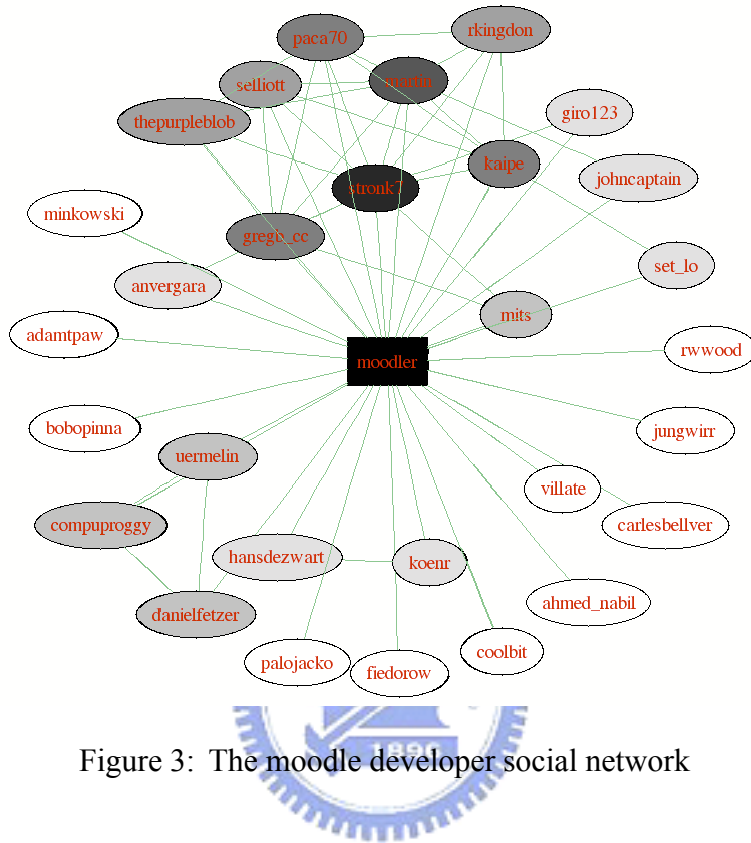 paca70
rkingdon
selliott
martin
giro123
thepurpleblob
kaipe
johncaptain
stronk7
minkowski
gregb_cc
set_lo
anvergara
mits
adamtpaw
moodler
rwwood
bobopinna
jungwirr
uermelin
villate
compuproggy
carlesbellver
hansdezwart
koenr
danielfetzer
ahmed_nabil
palojacko
fiedorow
coolbit
1896
Figure 3: The moodle developer social network